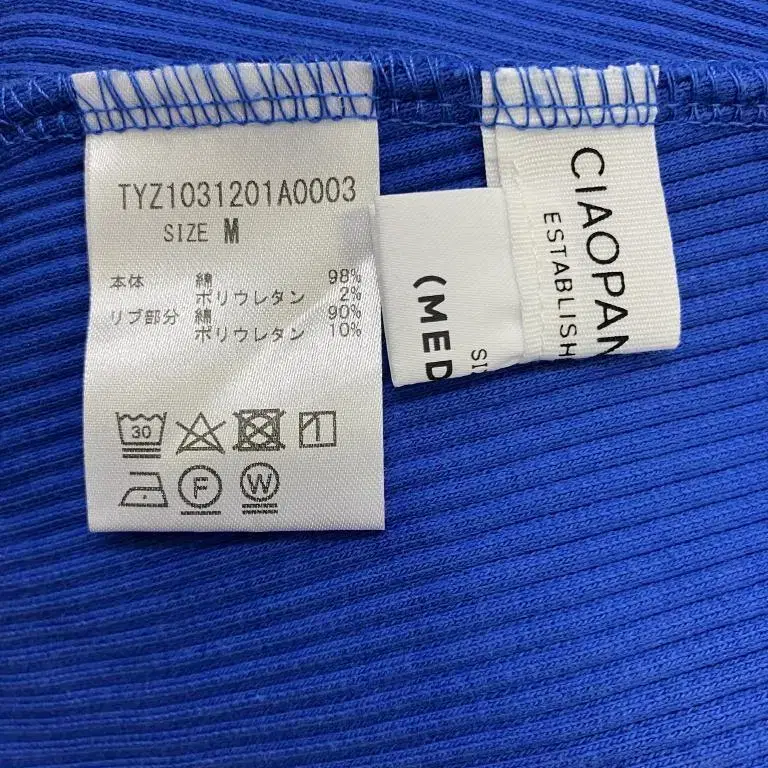 TYZ1031201A0003
SIZE M
本体 綿 98%
ポリウレタン 2%
リブ部分 綿 90%
ポリウレタン 10%
30
F
W
(MED
CIAOPAN
ESTABLISH